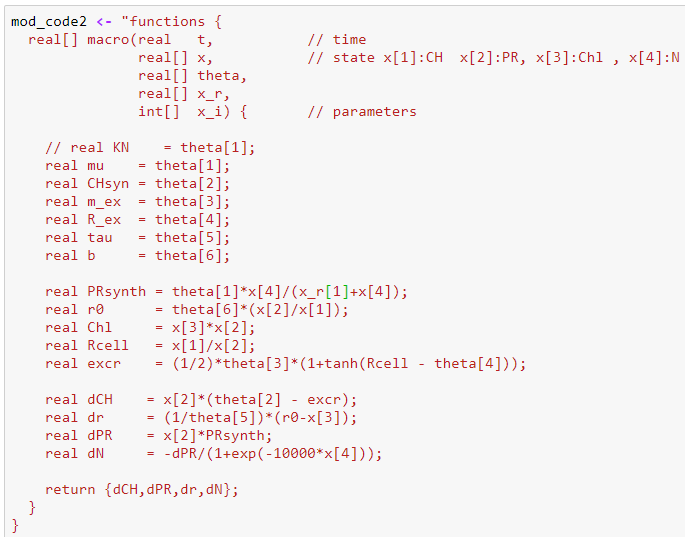 mod_code2 <- "functions {
  real[] macro(real   t,            // time
               real[] x,            // state x[1]:CH  x[2]:PR, x[3]:Chl , x[4]:N
               real[] theta,
               real[] x_r,
               int[]  x_i) {        // parameters

    // real KN    = theta[1];
    real mu    = theta[1];
    real CHsyn = theta[2];
    real m_ex  = theta[3];
    real R_ex  = theta[4];
    real tau   = theta[5];
    real b     = theta[6];

    real PRsynth = theta[1]*x[4]/(x_r[1]+x[4]);
    real r0      = theta[6]*(x[2]/x[1]);
    real Chl     = x[3]*x[2];
    real Rcell   = x[1]/x[2];
    real excr    = (1/2)*theta[3]*(1+tanh(Rcell - theta[4]));

    real dCH    = x[2]*(theta[2] - excr);
    real dr     = (1/theta[5])*(r0-x[3]);
    real dPR    = x[2]*PRsynth;
    real dN     = -dPR/(1+exp(-10000*x[4]));

    return {dCH,dPR,dr,dN};
  }
}